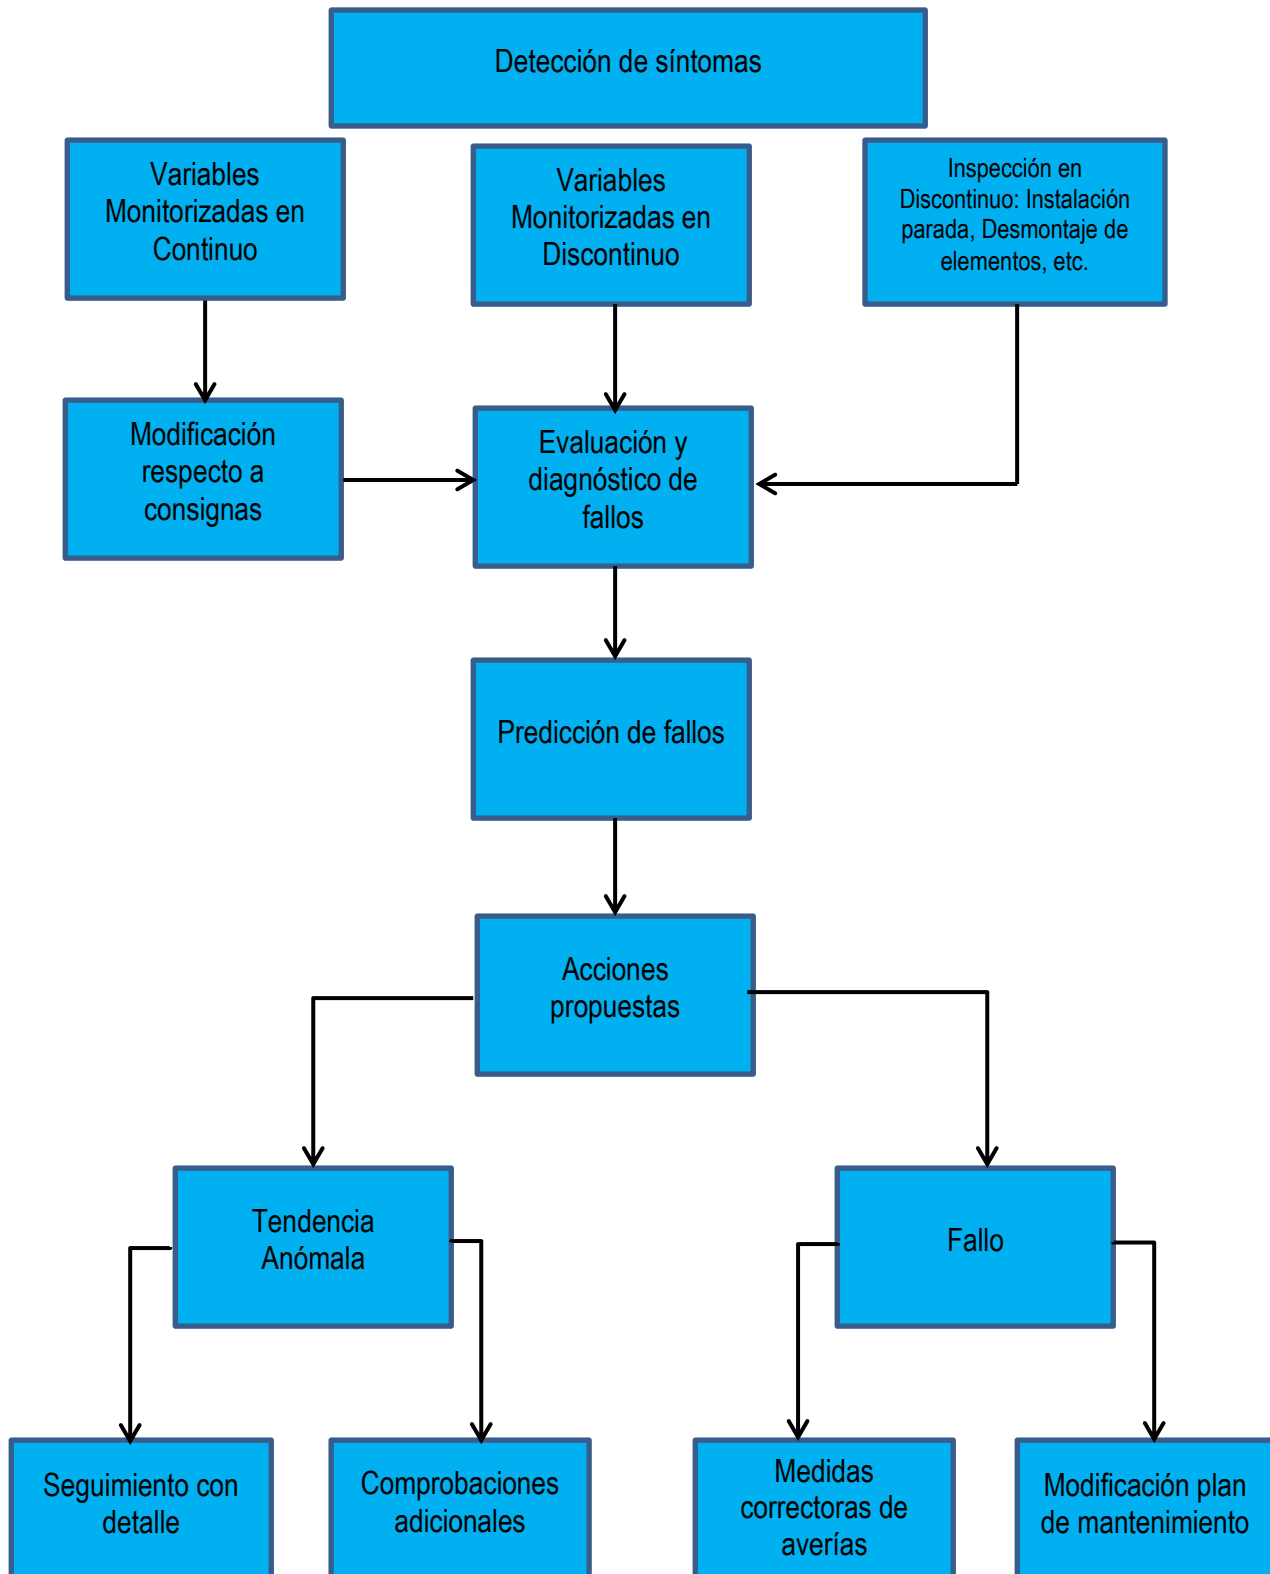 Detección de síntomas
Variables
Monitorizadas en
Continuo
Variables
Monitorizadas en
Discontinuo
Inspección en
Discontinuo: Instalación
parada, Desmontaje de
elementos, etc.
Modificación
respecto a
consignas
Evaluación y
diagnóstico de
fallos
Predicción de fallos
Acciones
propuestas
Tendencia
Anómala
Fallo
Seguimiento con
detalle
Comprobaciones
adicionales
Medidas
correctoras de
averías
Modificación plan
de mantenimiento